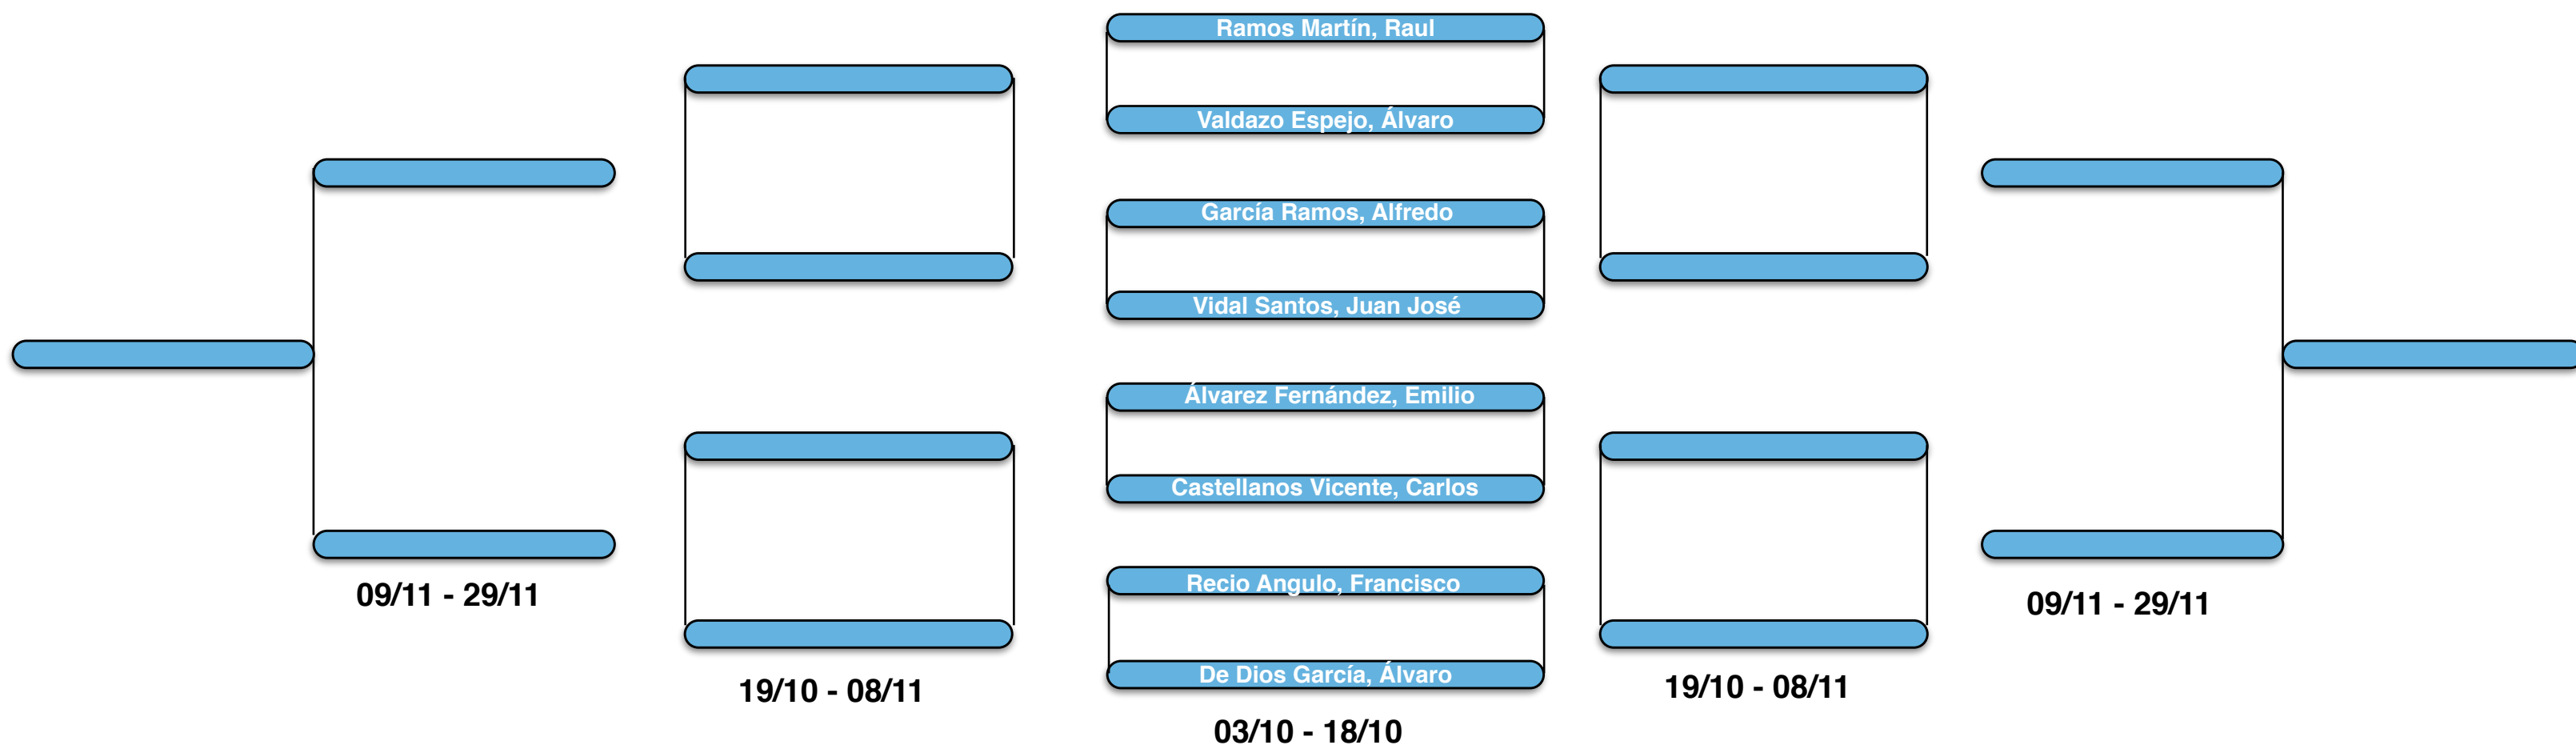 Ramos Martín, Raul
Valdazo Espejo, Álvaro
García Ramos, Alfredo
Vidal Santos, Juan José
Álvarez Fernández, Emilio
Castellanos Vicente, Carlos
Recio Angulo, Francisco
De Dios García, Álvaro
09/11 - 29/11
19/10 - 08/11
03/10 - 18/10
19/10 - 08/11
09/11 - 29/11